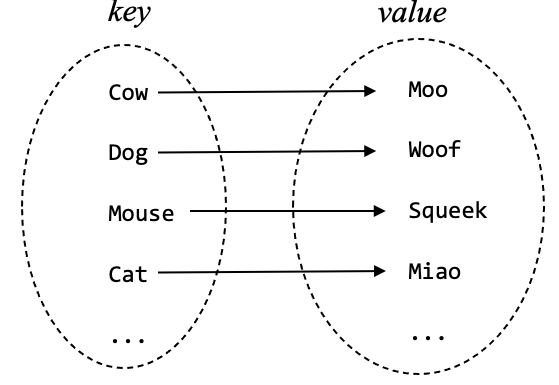 key value
Cow Moo
Dog Woof
Mouse Squeek
Cat Miao
... ...